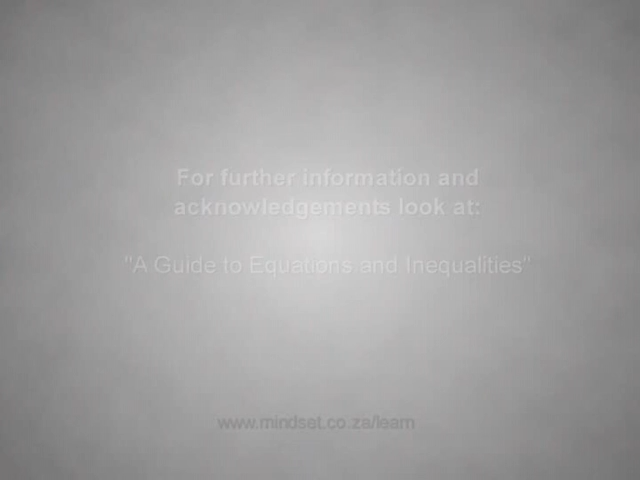 For further information and
acknowledgements look at:
"A Guide to Equations and Inequalities"
www.mindset.co.za/learn